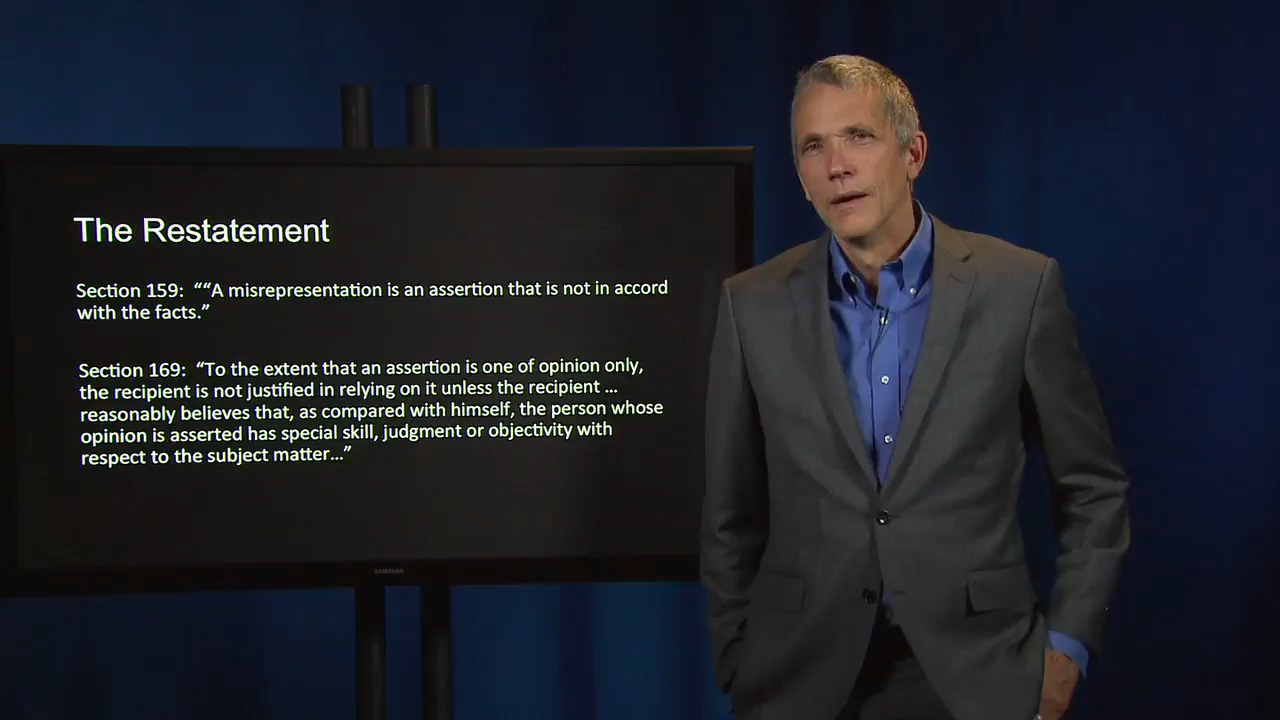 The Restatement
Section 159: ““A misrepresentation is an assertion that is not in accord
with the facts.”
Section 169: “To the extent that an assertion is one of opinion only,
the recipient is not justified in relying on it unless the recipient ...
reasonably believes that, as compared with himself, the person whose
opinion is asserted has special skill, judgment or objectivity with
respect to the subject matter...”
SAMSUNG